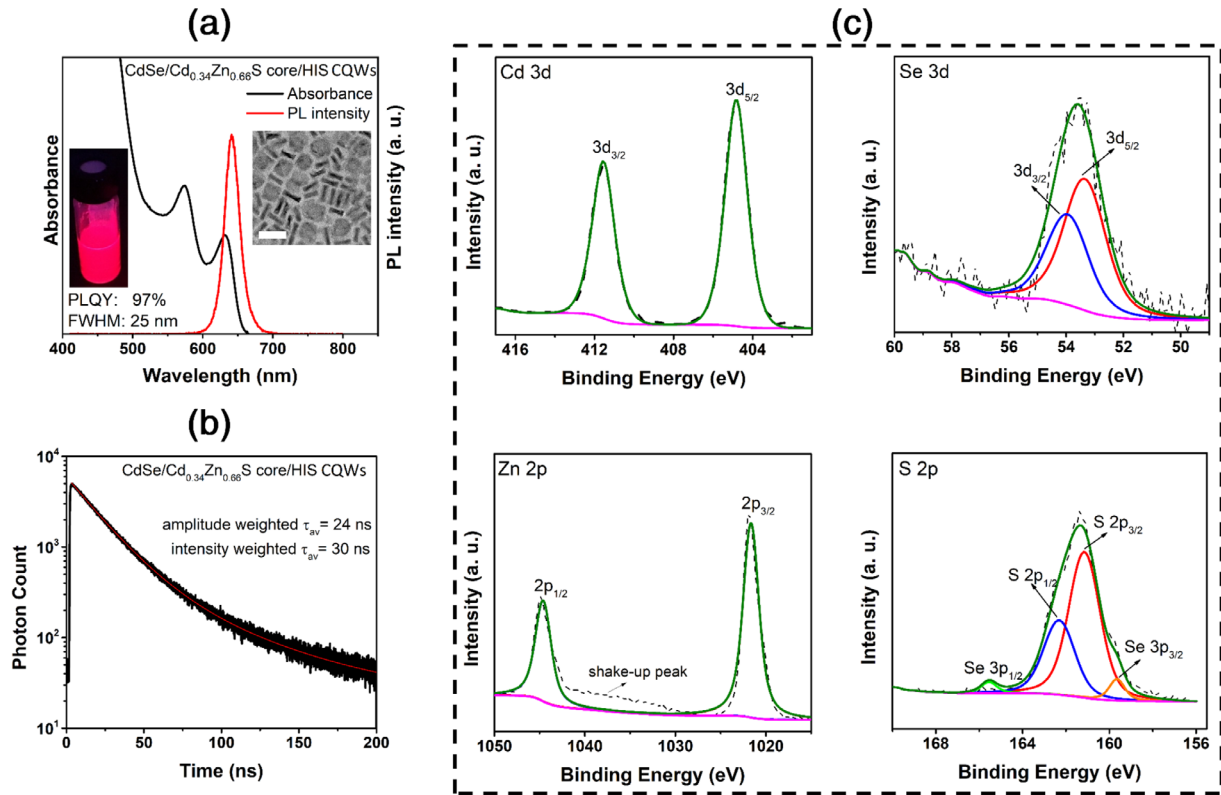 (a)
CdSe/Cd0.34Zn0.66S core/HIS CQWs
Absorbance
PL intensity
PLQY: 97%
FWHM: 25 nm
Absorbance
PL intensity (a. u.)
400 500 600 700 800
Wavelength (nm)
(b)
CdSe/Cd0.34Zn0.66S core/HIS CQWs
amplitude weighted τav= 24 ns
intensity weighted τav= 30 ns
Photon Count
10^4
10^3
10^2
10^1
0 50 100 150 200
Time (ns)
(c)
Cd 3d
3d3/2
3d5/2
Intensity (a. u.)
416 412 408 404
Binding Energy (eV)
Se 3d
3d3/2
3d5/2
Intensity (a. u.)
60 58 56 54 52 50
Binding Energy (eV)
Zn 2p
2p1/2
2p3/2
shake-up peak
Intensity (a. u.)
1050 1040 1030 1020
Binding Energy (eV)
S 2p
S 2p3/2
S 2p1/2
Se 3p3/2
Se 3p1/2
Intensity (a. u.)
168 164 160 156
Binding Energy (eV)